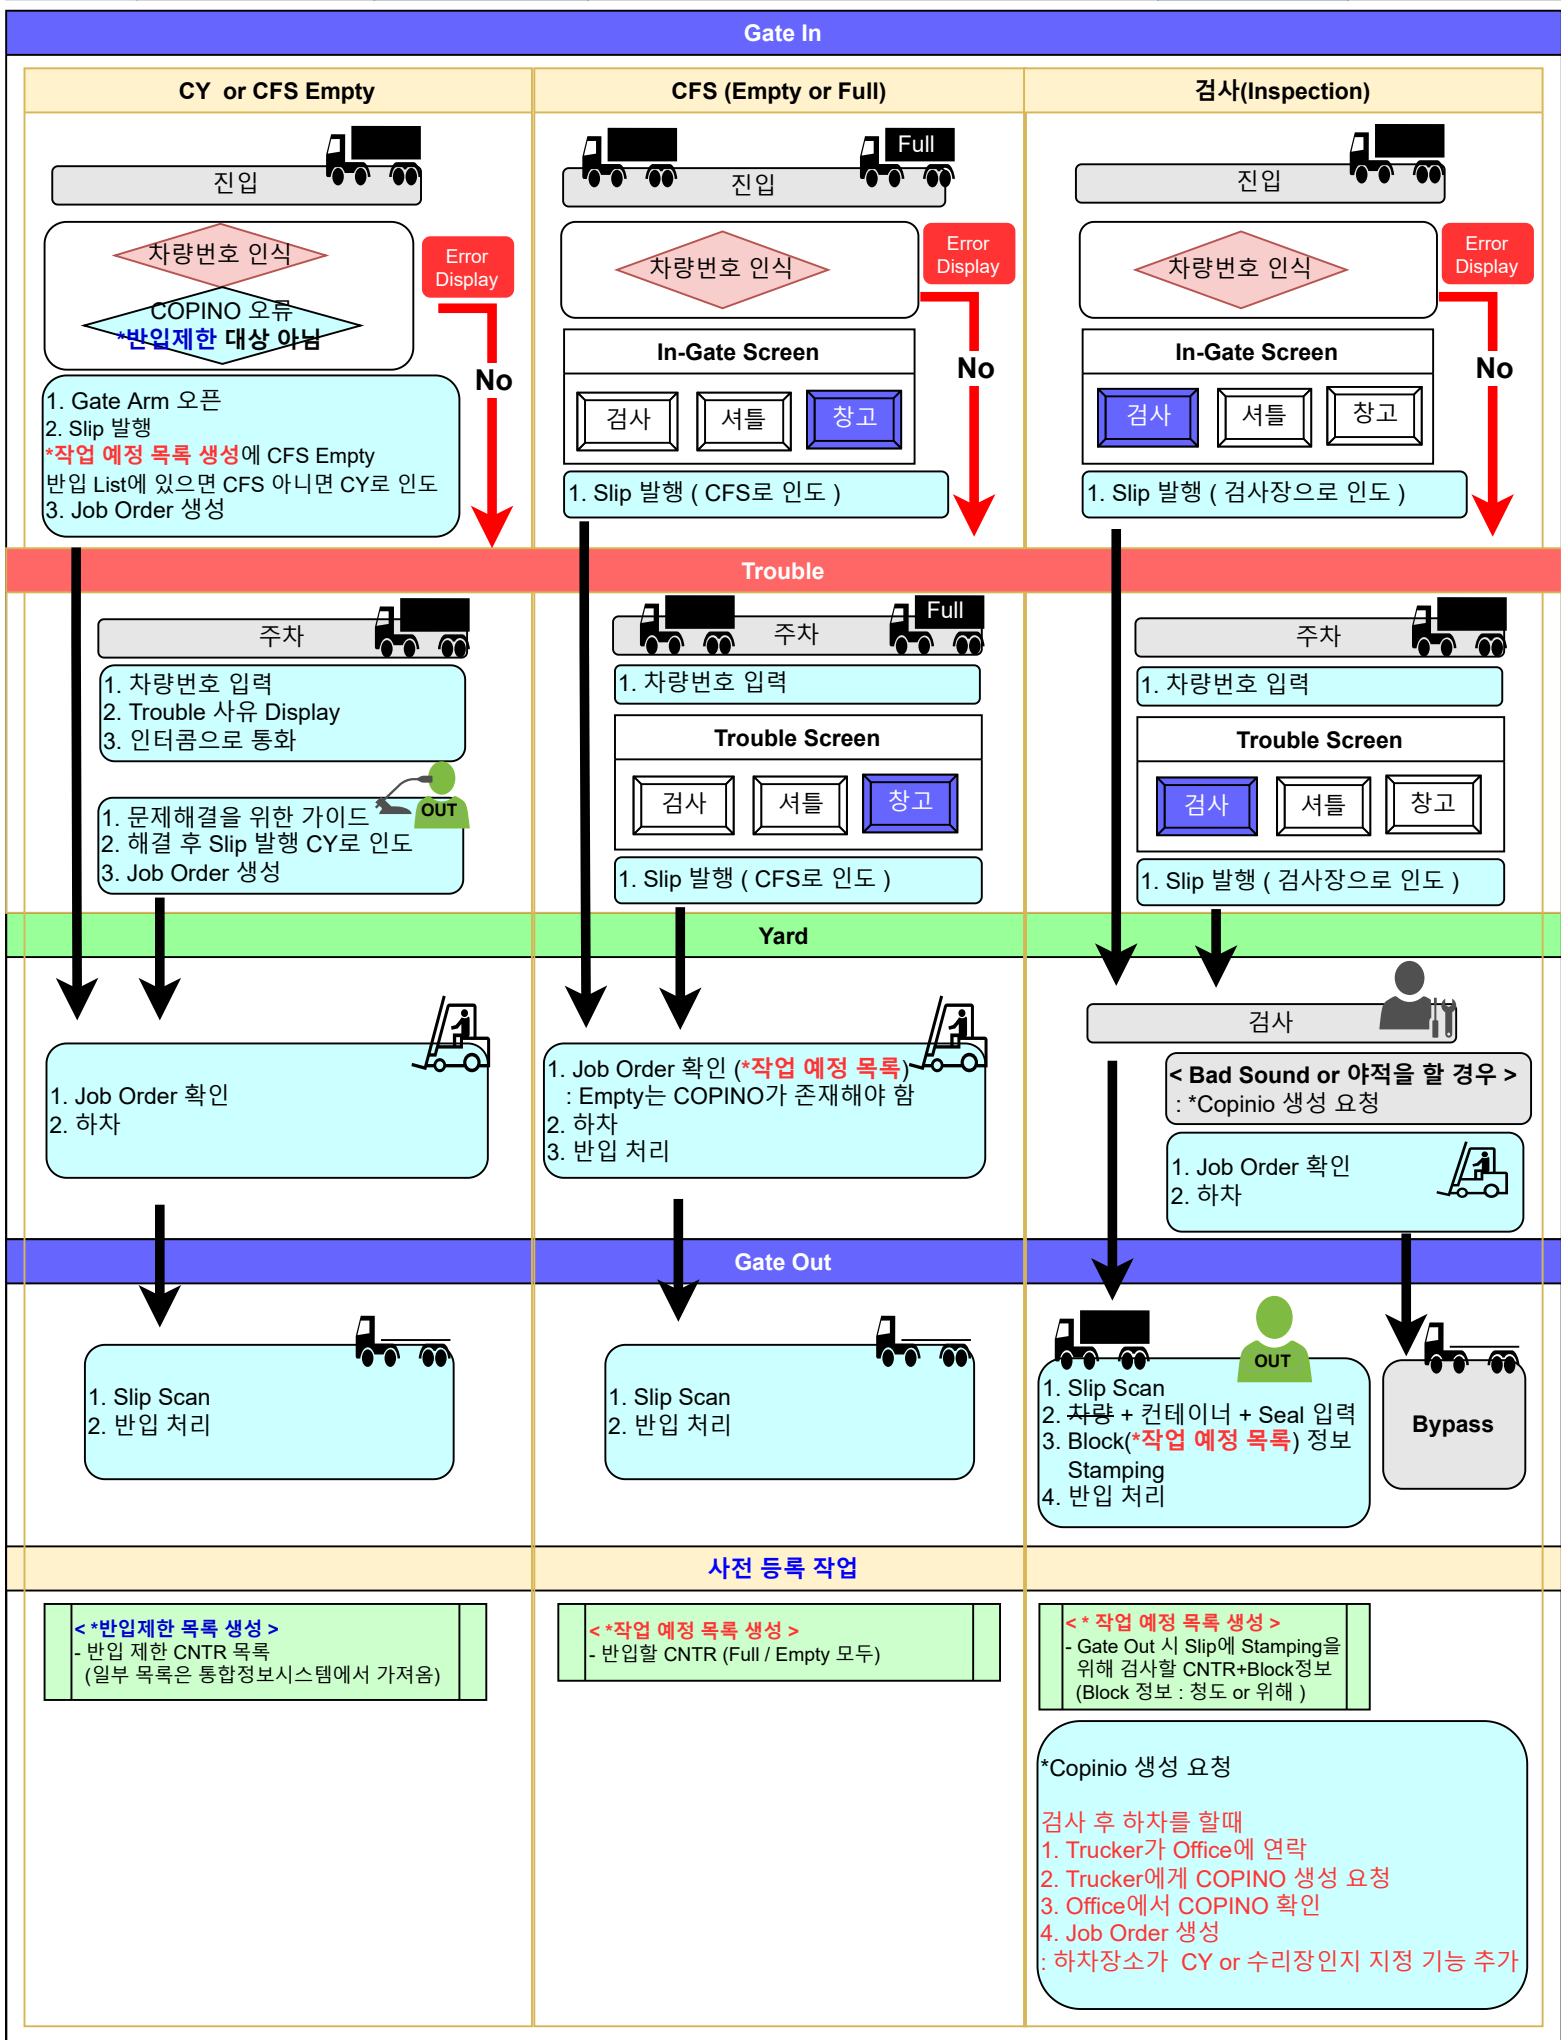 Gate In
CY or CFS Empty
CFS (Empty or Full)
검사(Inspection)
진입
Full
진입
진입
차량번호 인식
Error
Display
COPINO 오류
*반입제한 대상 아님
No
차량번호 인식
Error
Display
No
차량번호 인식
Error
Display
No
1. Gate Arm 오픈
2. Slip 발행
*작업 예정 목록 생성에 CFS Empty
반입 List에 있으면 CFS 아니면 CY로 인도
3. Job Order 생성
In-Gate Screen
검사
셔틀
창고
1. Slip 발행 ( CFS로 인도 )
In-Gate Screen
검사
셔틀
창고
1. Slip 발행 ( 검사장으로 인도 )
Trouble
주차
1. 차량번호 입력
2. Trouble 사유 Display
3. 인터콤으로 통화
OUT
1. 문제해결을 위한 가이드
2. 해결 후 Slip 발행 CY로 인도
3. Job Order 생성
주차
Full
1. 차량번호 입력
Trouble Screen
검사
셔틀
창고
1. Slip 발행 ( CFS로 인도 )
주차
1. 차량번호 입력
Trouble Screen
검사
셔틀
창고
1. Slip 발행 ( 검사장으로 인도 )
Yard
1. Job Order 확인
2. 하차
1. Job Order 확인 (*작업 예정 목록)
: Empty는 COPINO가 존재해야 함
2. 하차
3. 반입 처리
검사
< Bad Sound or 야적을 할 경우 >
: *Copinio 생성 요청
1. Job Order 확인
2. 하차
Gate Out
1. Slip Scan
2. 반입 처리
1. Slip Scan
2. 반입 처리
OUT
1. Slip Scan
2. 차량 + 컨테이너 + Seal 입력
3. Block(*작업 예정 목록) 정보
Stamping
4. 반입 처리
Bypass
사전 등록 작업
< *반입제한 목록 생성 >
- 반입 제한 CNTR 목록
(일부 목록은 통합정보시스템에서 가져옴)
< *작업 예정 목록 생성 >
- 반입할 CNTR (Full / Empty 모두)
< * 작업 예정 목록 생성 >
- Gate Out 시 Slip에 Stamping을
위해 검사할 CNTR+Block정보
(Block 정보 : 청도 or 위해 )
*Copinio 생성 요청
검사 후 하차를 할때
1. Trucker가 Office에 연락
2. Trucker에게 COPINO 생성 요청
3. Office에서 COPINO 확인
4. Job Order 생성
: 하차장소가 CY or 수리장인지 지정 기능 추가